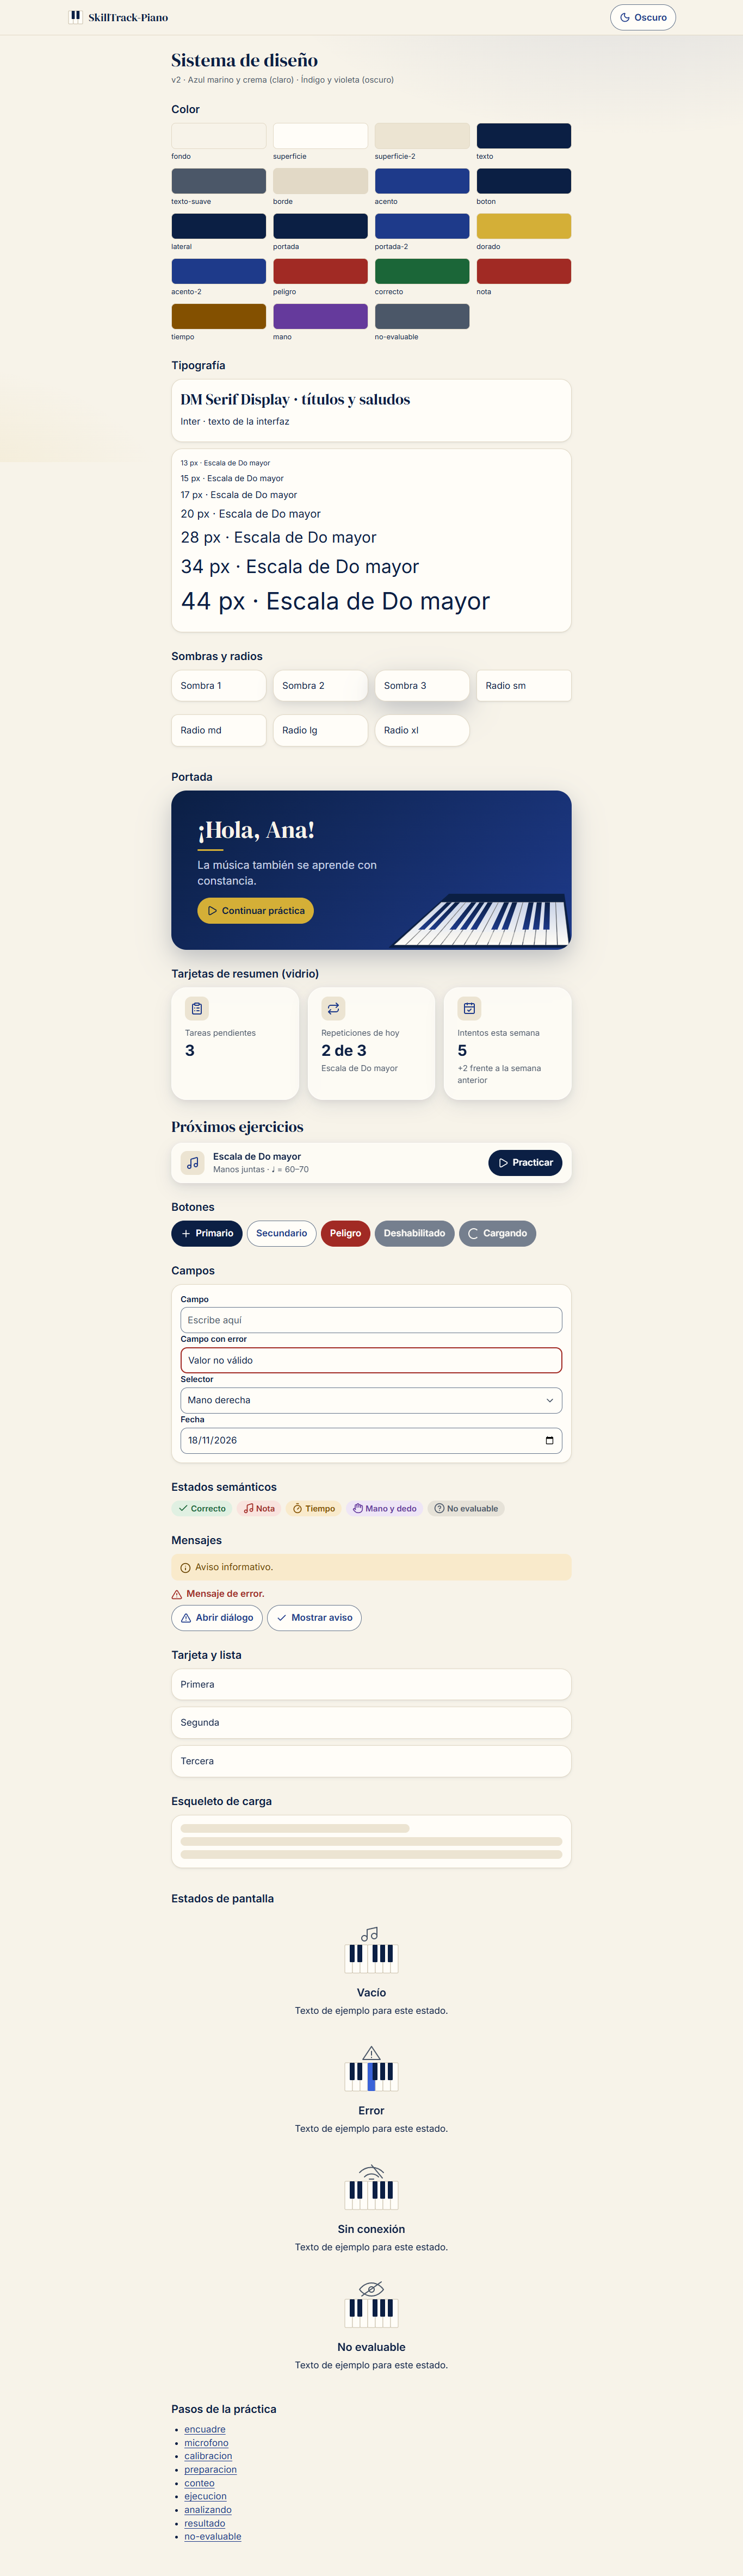 SkillTrack-Piano
Oscuro
Sistema de diseño
v2 · Azul marino y crema (claro) · Índigo y violeta (oscuro)
Color
fondo
superficie
superficie-2
texto
texto-suave
borde
acento
boton
lateral
portada
portada-2
dorado
acento-2
peligro
correcto
nota
tiempo
mano
no-evaluable
Tipografía
DM Serif Display · títulos y saludos
Inter · texto de la interfaz
13 px · Escala de Do mayor
15 px · Escala de Do mayor
17 px · Escala de Do mayor
20 px · Escala de Do mayor
28 px · Escala de Do mayor
34 px · Escala de Do mayor
44 px · Escala de Do mayor
Sombras y radios
Sombra 1
Sombra 2
Sombra 3
Radio sm
Radio md
Radio lg
Radio xl
Portada
¡Hola, Ana!
La música también se aprende con
constancia.
Continuar práctica
Tarjetas de resumen (vidrio)
Tareas pendientes
3
Repeticiones de hoy
2 de 3
Escala de Do mayor
Intentos esta semana
5
+2 frente a la semana
anterior
Próximos ejercicios
Escala de Do mayor
Manos juntas · ♩ = 60–70
Practicar
Botones
Primario
Secundario
Peligro
Deshabilitado
Cargando
Campos
Campo
Escribe aquí
Campo con error
Valor no válido
Selector
Mano derecha
Fecha
18/11/2026
Estados semánticos
Correcto
Nota
Tiempo
Mano y dedo
No evaluable
Mensajes
Aviso informativo.
Mensaje de error.
Abrir diálogo
Mostrar aviso
Tarjeta y lista
Primera
Segunda
Tercera
Esqueleto de carga
Estados de pantalla
Vacío
Texto de ejemplo para este estado.
Error
Texto de ejemplo para este estado.
Sin conexión
Texto de ejemplo para este estado.
No evaluable
Texto de ejemplo para este estado.
Pasos de la práctica
• encuadre
• microfono
• calibracion
• preparacion
• conteo
• ejecucion
• analizando
• resultado
• no-evaluable